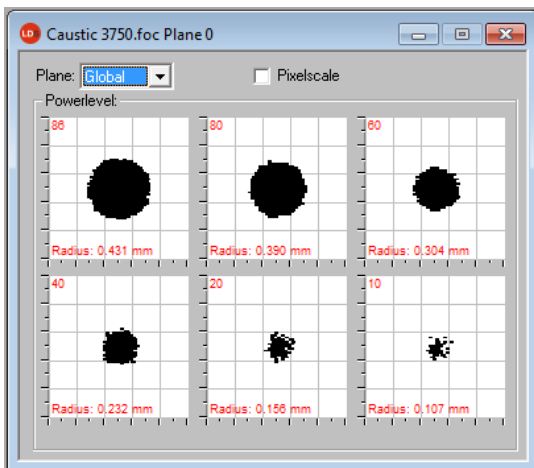 LD
Caustic 3750.foc Plane 0
Plane: Global Pixelscale
Powerlevel:
86 80 60
Radius: 0.431 mm Radius: 0.390 mm Radius: 0.304 mm
40 20 10
Radius: 0.232 mm Radius: 0.156 mm Radius: 0.107 mm